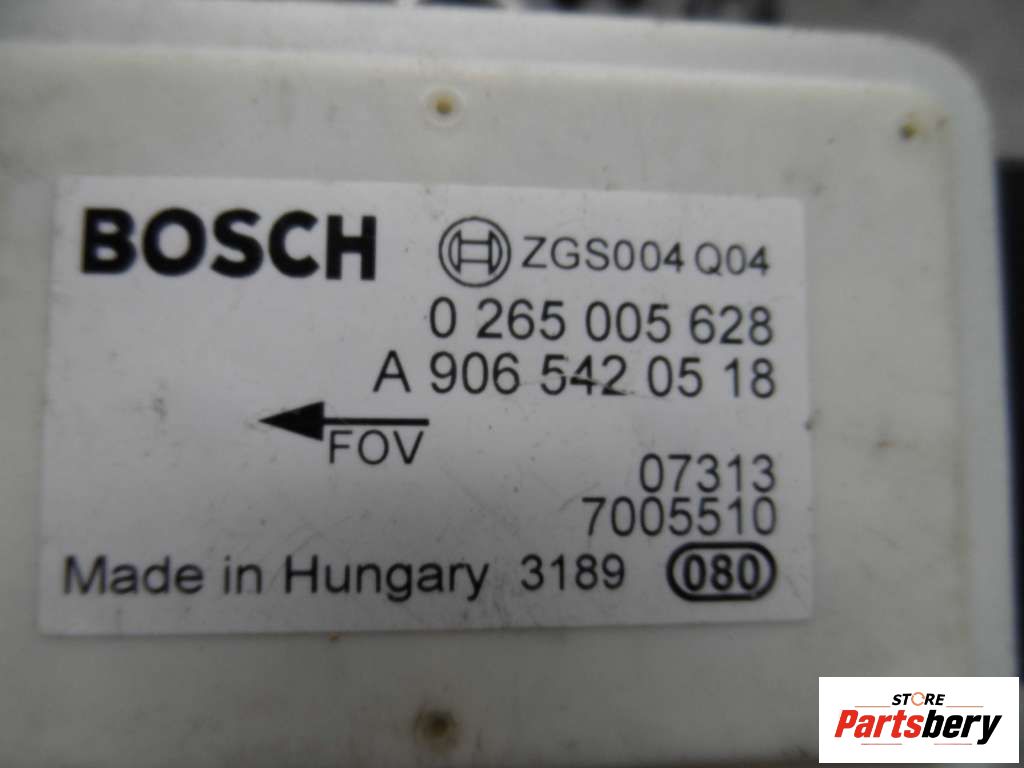 BOSCH ZGS004 Q04
0 265 005 628
A 906 542 05 18
FOV
07313
7005510
Made in Hungary 3189 080
STORE
Partsbery